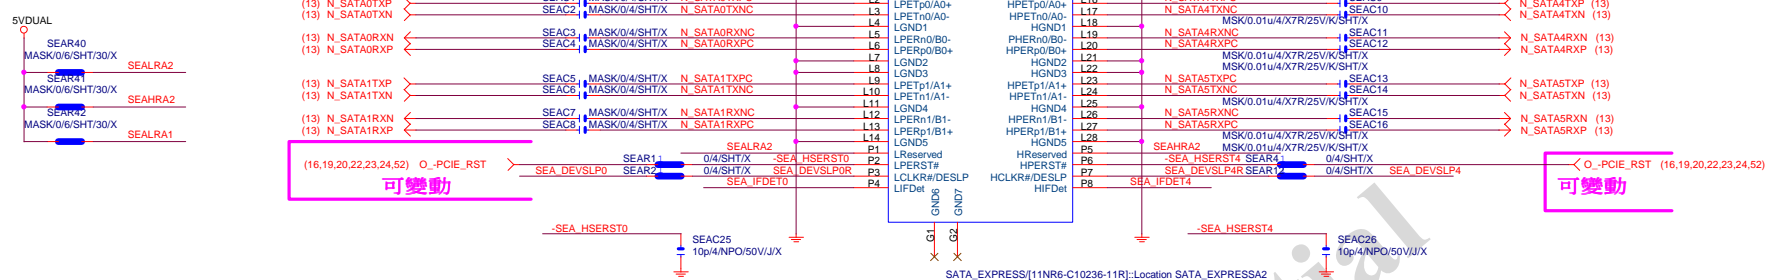 5VDUAL
SEAR40
MASK/0/6/SHT/30/X
SEALRA2
SEAR41
MASK/0/6/SHT/30/X
SEAHRA2
SEAR42
MASK/0/6/SHT/30/X
SEALRA1
(13) N_SATA0TXP
(13) N_SATA0TXN SEAC2 MASK/0/4/SHT/X N_SATA0TXNC L3 LPETn0/A0-
L4 LGND1
(13) N_SATA0RXN SEAC3 MASK/0/4/SHT/X N_SATA0RXNC L5 LPERn0/B0-
(13) N_SATA0RXP SEAC4 MASK/0/4/SHT/X N_SATA0RXPC L6 LPERp0/B0+
L7 LGND2
L8 LGND3
(13) N_SATA1TXP SEAC5 MASK/0/4/SHT/X N_SATA1TXPC L9 LPETp1/A1+
(13) N_SATA1TXN SEAC6 MASK/0/4/SHT/X N_SATA1TXNC L10 LPETn1/A1-
L11 LGND4
(13) N_SATA1RXN SEAC7 MASK/0/4/SHT/X N_SATA1RXNC L12 LPERn1/B1-
(13) N_SATA1RXP SEAC8 MASK/0/4/SHT/X N_SATA1RXPC L13 LPERp1/B1+
L14 LGND5
SEALRA2 P1 LReserved
(16,19,20,22,23,24,52) O_-PCIE_RST SEAR1 0/4/SHT/X -SEA_HSERST0 P2 LPERST#
SEA_DEVSLP0 SEAR2 0/4/SHT/X SEA_DEVSLP0R P3 LCLKR#/DESLP
可變動
SEA_IFDET0 P4 LIFDet
LPETp0/A0+
HPETp0/A0+
HPETn0/A0- L17 N_SATA4TXNC SEAC10 N_SATA4TXN (13)
N_SATA4TXP (13)
HGND1 L18 MSK/0.01u/4/X7R/25V/K/SHT/X
PHERn0/B0- L19 N_SATA4RXNC SEAC11 N_SATA4RXN (13)
HPERp0/B0+ L20 N_SATA4RXPC SEAC12 N_SATA4RXP (13)
HGND2 L21 MSK/0.01u/4/X7R/25V/K/SHT/X
HGND3 L22 MSK/0.01u/4/X7R/25V/K/SHT/X
HPETp1/A1+ L23 N_SATA5TXPC SEAC13 N_SATA5TXP (13)
HPETn1/A1- L24 N_SATA5TXNC SEAC14 N_SATA5TXN (13)
HGND4 L25 MSK/0.01u/4/X7R/25V/K/SHT/X
HPERn1/B1- L26 N_SATA5RXNC SEAC15 N_SATA5RXN (13)
HPERp1/B1+ L27 N_SATA5RXPC SEAC16 N_SATA5RXP (13)
HGND5 L28 MSK/0.01u/4/X7R/25V/K/SHT/X
HReserved P5 SEAHRA2
HPERST# P6 -SEA_HSERST4 SEAR4 0/4/SHT/X O_-PCIE_RST (16,19,20,22,23,24,52)
HCLKR#/DESLP P7 SEA_DEVSLP4R SEAR12 0/4/SHT/X SEA_DEVSLP4
可變動
HIFDet P8 SEA_IFDET4
GND6
GND7
G1
G2
-SEA_HSERST0
SEAC25
10p/4/NPO/50V/J/X
-SEA_HSERST4
SEAC26
10p/4/NPO/50V/J/X
SATA_EXPRESS/[11NR6-C10236-11R]::Location SATA_EXPRESSA2
tial